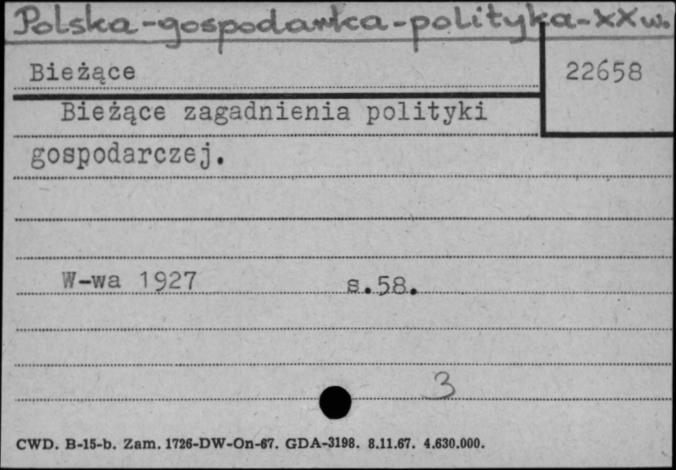 Polska-gospodarka-polityka-XXw.
Bieżące
22658
Bieżące zagadnienia polityki
gospodarczej.
W-wa 1927 s.58.
3
CWD. B-15-b. Zam. 1726-DW-On-67. GDA-3198. 8.11.67. 4.630.000.